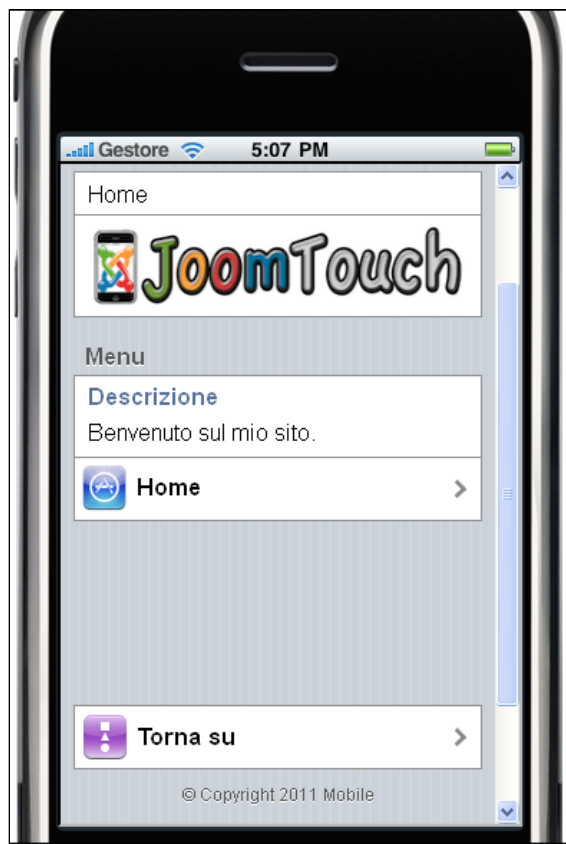 Gestore 5:07 PM
Home
JoomTouch
Menu
Descrizione
Benvenuto sul mio sito.
Home
Torna su
© Copyright 2011 Mobile